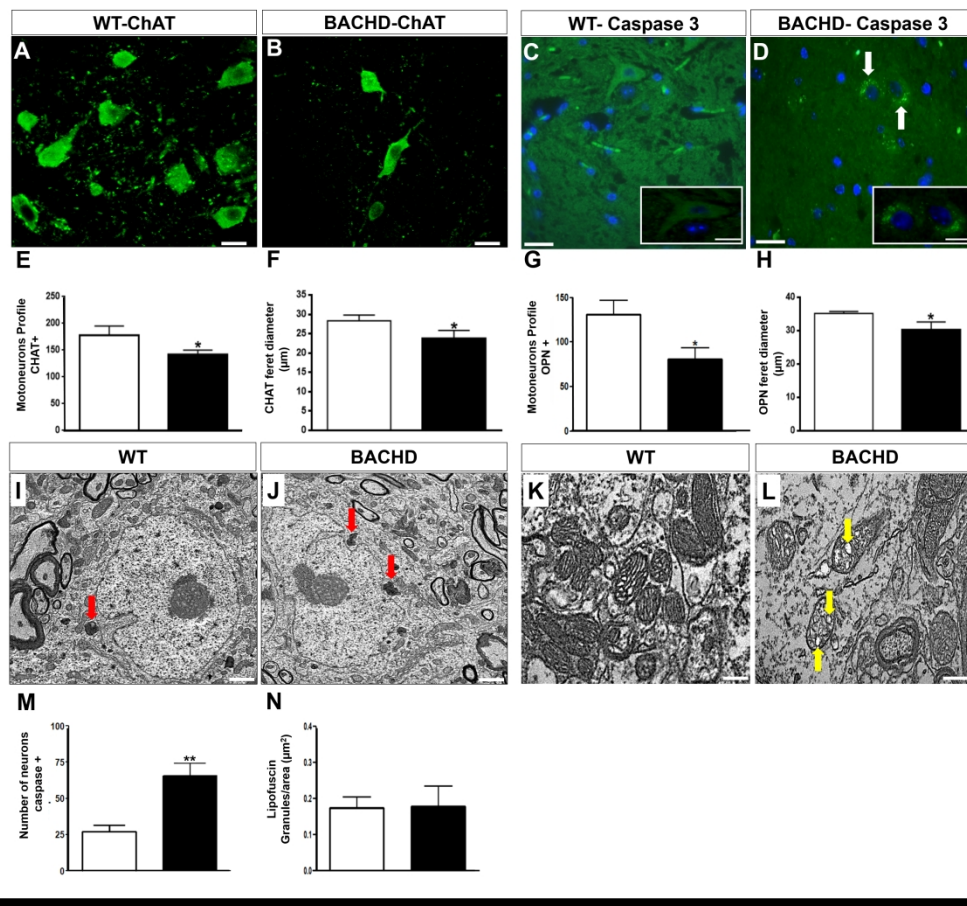 WT-ChAT
BACHD-ChAT
WT- Caspase 3
BACHD- Caspase 3
A
B
C
D
E
F
G
H
Motoneurons Profile
CHAT+
250
200
150
100
50
0
*
CHAT feret diameter
(µm)
35
30
25
20
15
10
5
0
*
Motoneurons Profile
OPN +
150
100
50
0
*
OPN feret diameter
(µm)
40
30
20
10
0
*
WT
BACHD
WT
BACHD
I
J
K
L
M
N
Number of neurons
caspase +
100
75
50
25
0
**
Lipofuscin
Granules/area (µm²)
0.4
0.3
0.2
0.1
0.0